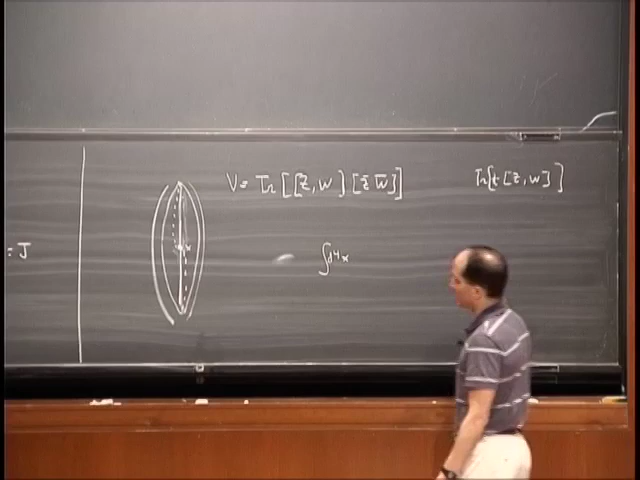 V = Tr [[Z, W] [Z̄ W̄]]
Tr[t[Z, W]]
= J
∫d⁴x